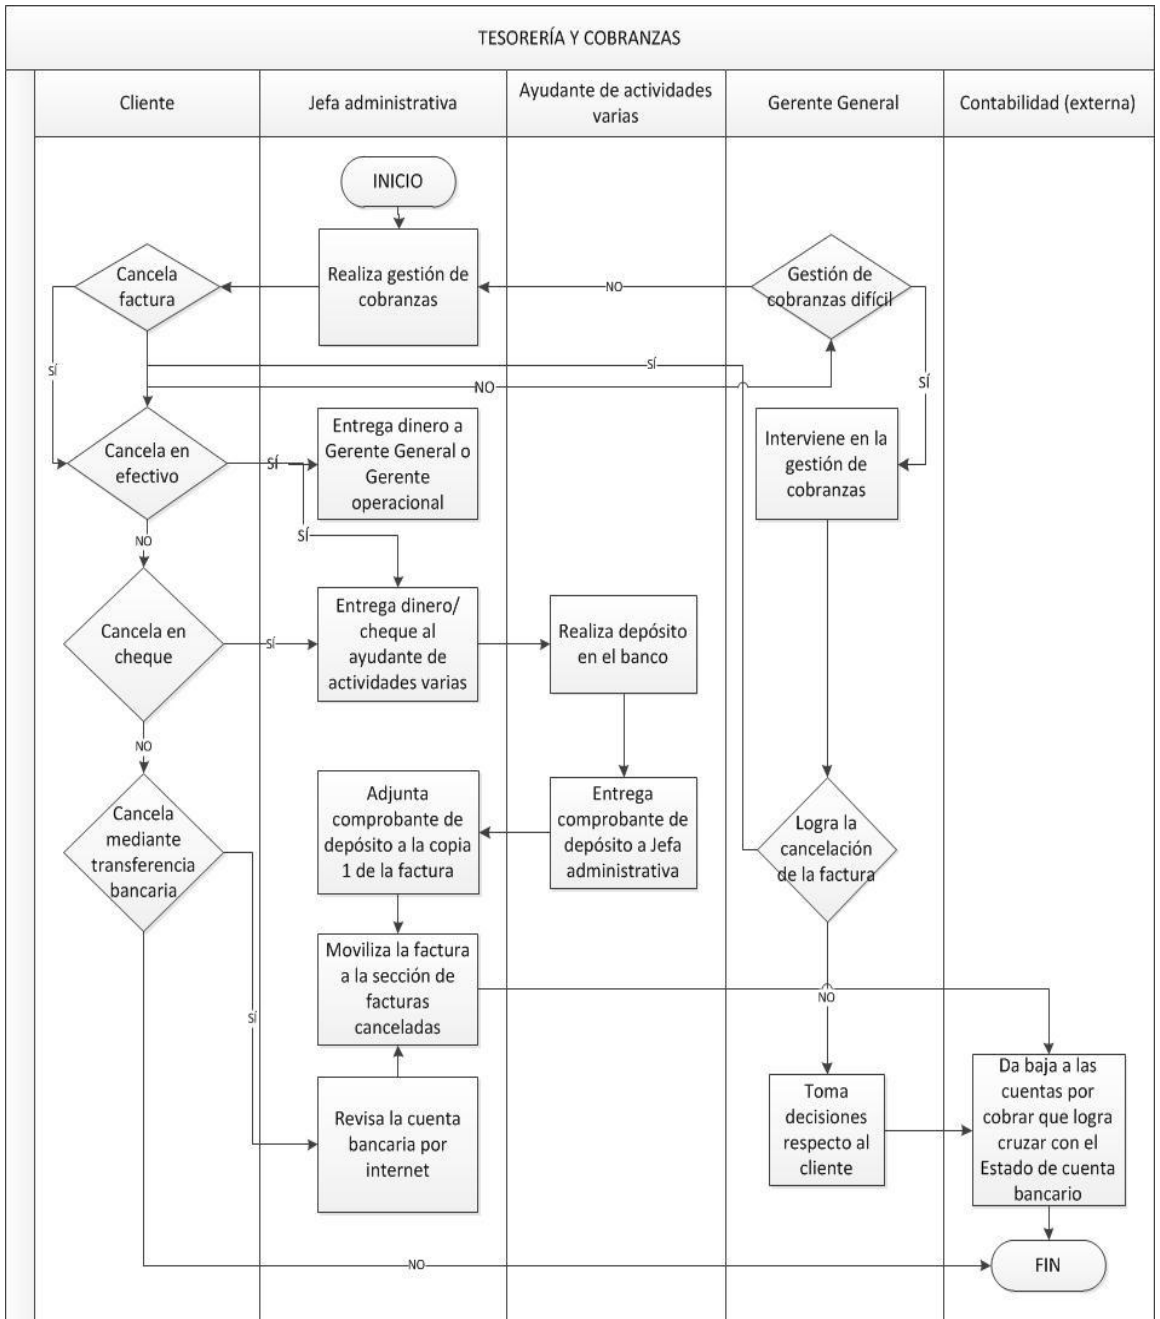 TESORERÍA Y COBRANZAS
Cliente
Jefa administrativa
Ayudante de actividades
varias
Gerente General
Contabilidad (externa)
INICIO
Cancela
factura
Realiza gestión de
cobranzas
NO
Gestión de
cobranzas difícil
SÍ
SÍ
NO
SÍ
Cancela en
efectivo
SÍ
Entrega dinero a
Gerente General o
Gerente
operacional
Interviene en la
gestión de
cobranzas
NO
SÍ
Cancela en
cheque
SÍ
Entrega dinero/
cheque al
ayudante de
actividades varias
Realiza depósito
en el banco
NO
Cancela
mediante
transferencia
bancaria
Adjunta
comprobante de
depósito a la copia
1 de la factura
Entrega
comprobante de
depósito a Jefa
administrativa
Logra la
cancelación
de la factura
Moviliza la factura
a la sección de
facturas
canceladas
NO
SÍ
Revisa la cuenta
bancaria por
internet
Toma
decisiones
respecto al
cliente
Da baja a las
cuentas por
cobrar que logra
cruzar con el
Estado de cuenta
bancario
NO
FIN